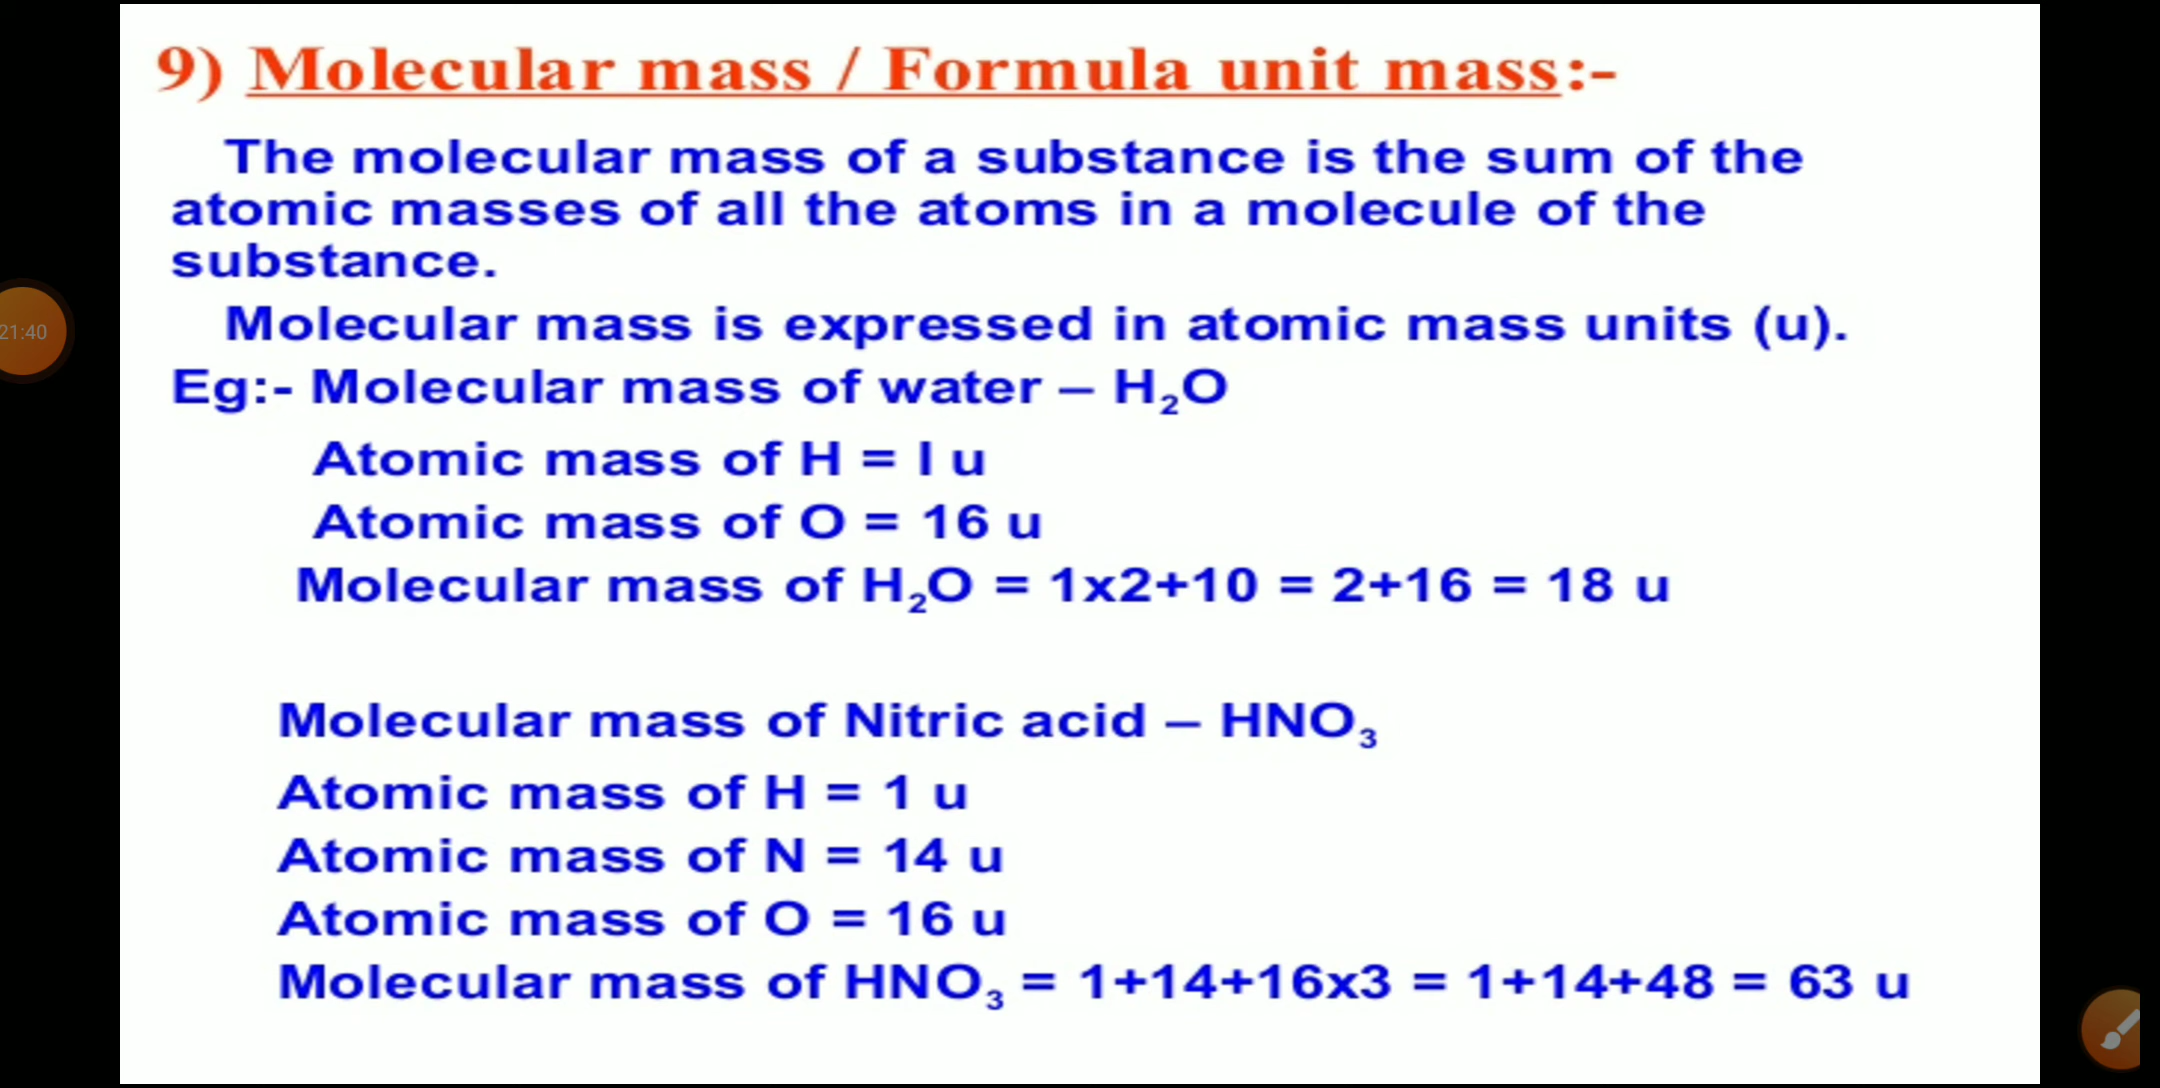 9) Molecular mass / Formula unit mass:-
The molecular mass of a substance is the sum of the
atomic masses of all the atoms in a molecule of the
substance.
Molecular mass is expressed in atomic mass units (u).
Eg:- Molecular mass of water – H₂O
Atomic mass of H = I u
Atomic mass of O = 16 u
Molecular mass of H₂O = 1x2+10 = 2+16 = 18 u
Molecular mass of Nitric acid – HNO₃
Atomic mass of H = 1 u
Atomic mass of N = 14 u
Atomic mass of O = 16 u
Molecular mass of HNO₃ = 1+14+16x3 = 1+14+48 = 63 u
21:40